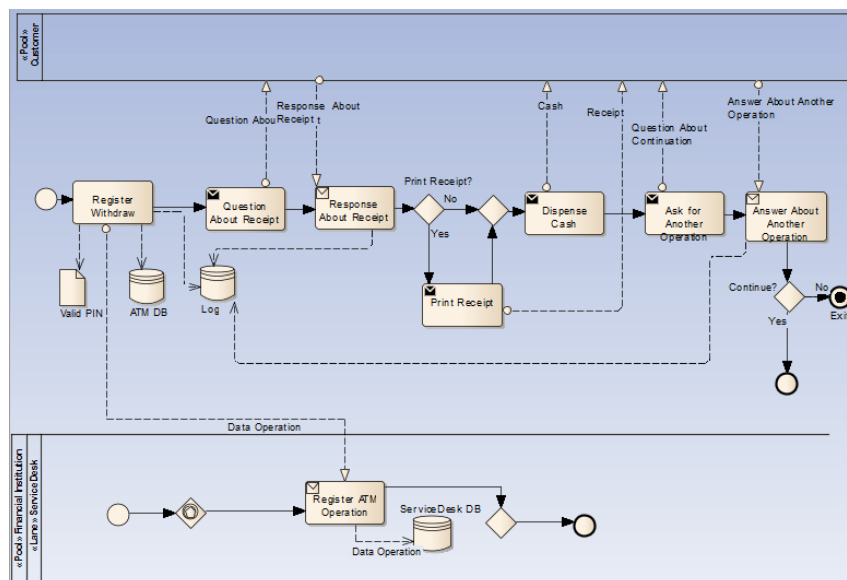 «Pool»
Customer
Question About
Response About
Receipt t
Cash
Receipt
Question About
Continuation
Answer About Another
Operation
Register
Withdraw
Question
About Receipt
Response
About Receipt
Print Receipt?
No
Yes
Print Receipt
Dispense
Cash
Ask for
Another
Operation
Answer About
Another
Operation
Valid PIN
ATM DB
Log
Continue?
No
Exit
Yes
Data Operation
«Pool» Financial Institution
«Lane» ServiceDesk
Register ATM
Operation
ServiceDesk DB
Data Operation